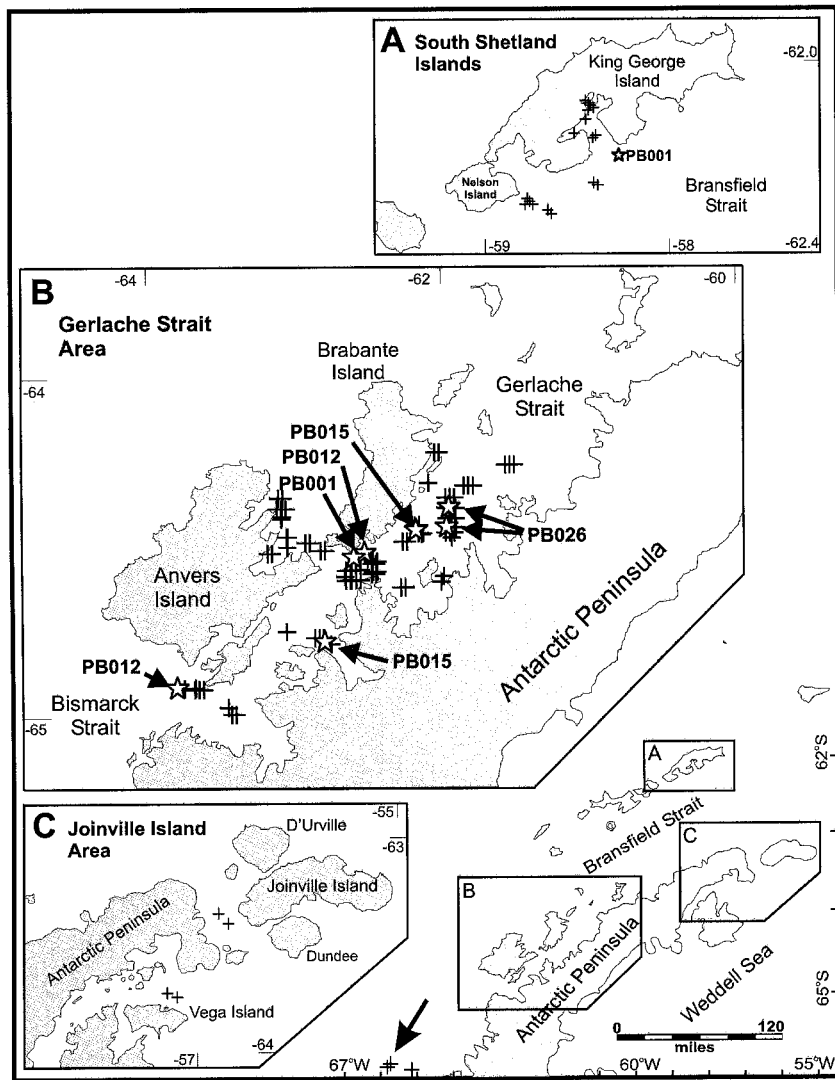 A South Shetland
Islands
King George
Island
-62.0
PB001
Nelson
Island
Bransfield
Strait
-59
-58
-62.4
-64
-62
-60
B
Gerlache Strait
Area
Brabante
Island
-64
Gerlache
Strait
PB015
PB012
PB001
PB026
Anvers
Island
Antarctic Peninsula
PB015
PB012
Bismarck
Strait
-65
A
62°S
Bransfield Strait
C
B
Antarctic Peninsula
Weddell Sea
65°S
0 120
miles
67°W
60°W
55°W
C Joinville Island
Area
-55
-63
D'Urville
Joinville Island
Antarctic Peninsula
Dundee
Vega Island
-57
-64